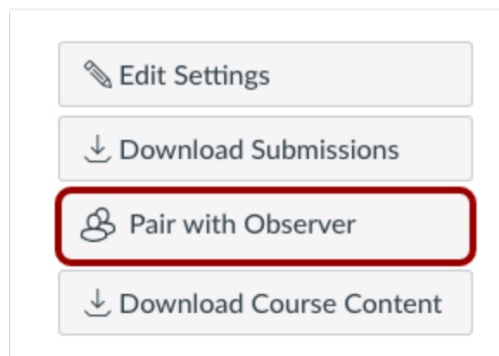 Edit Settings
Download Submissions
Pair with Observer
Download Course Content